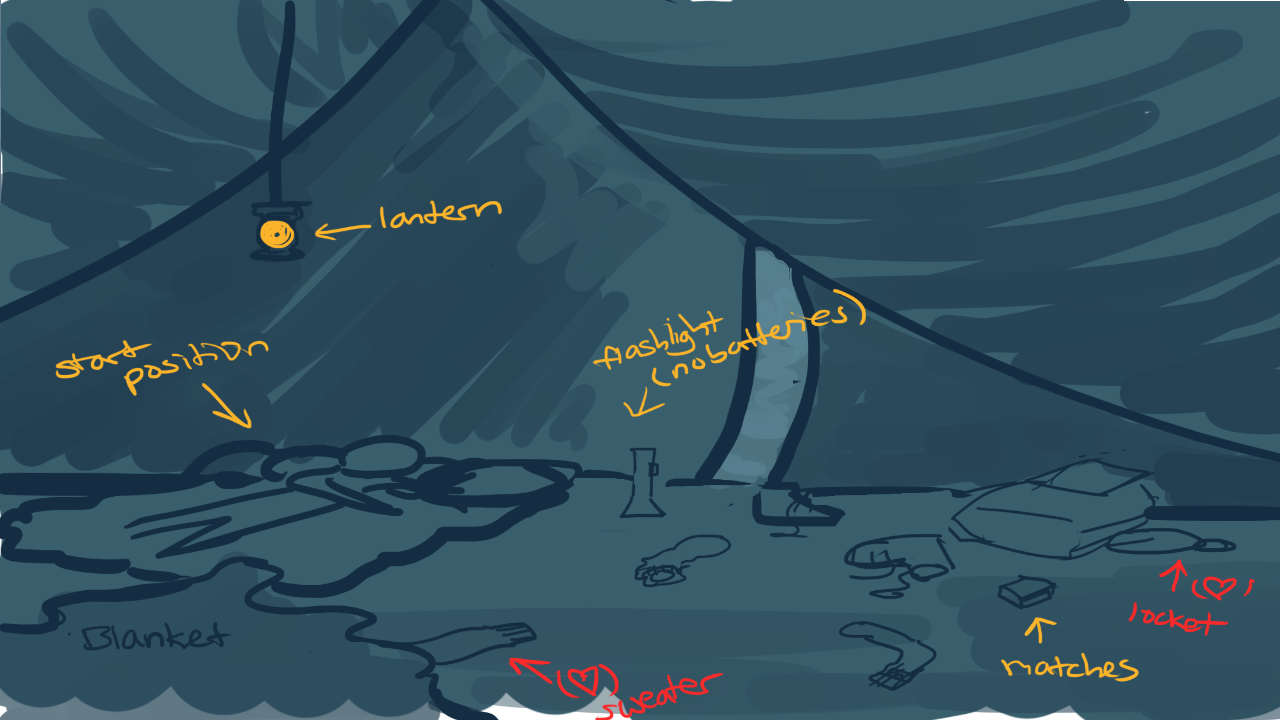 lantern
start
position
flashlight
(no batteries)
Blanket
(♡)
locket
matches
(♡)
sweater